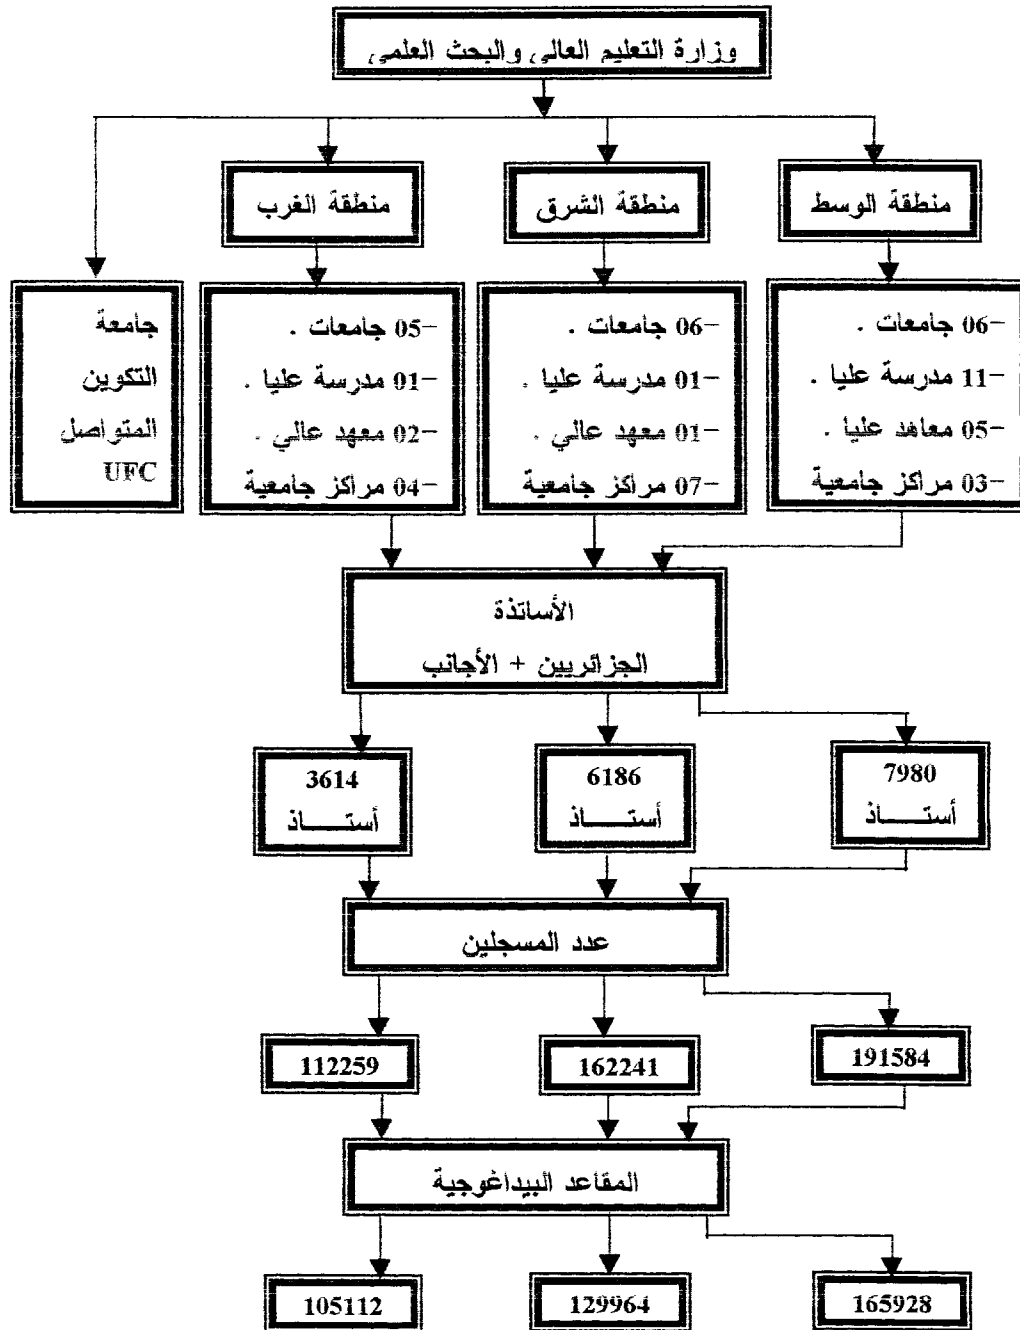 وزارة التعليم العالي والبحث العلمي
منطقة الوسط
منطقة الشرق
منطقة الغرب
-06 جامعات .
-11 مدرسة عليا .
-05 معاهد عليا .
-03 مراكز جامعية
-06 جامعات .
-01 مدرسة عليا .
-01 معهد عالي .
-07 مراكز جامعية
-05 جامعات .
-01 مدرسة عليا .
-02 معهد عالي .
-04 مراكز جامعية
جامعة
التكوين
المتواصل
UFC
الأساتذة
الجزائريين + الأجانب
7980
أستــــاذ
6186
أستــــاذ
3614
أستــــاذ
عدد المسجلين
191584
162241
112259
المقاعد البيداغوجية
165928
129964
105112